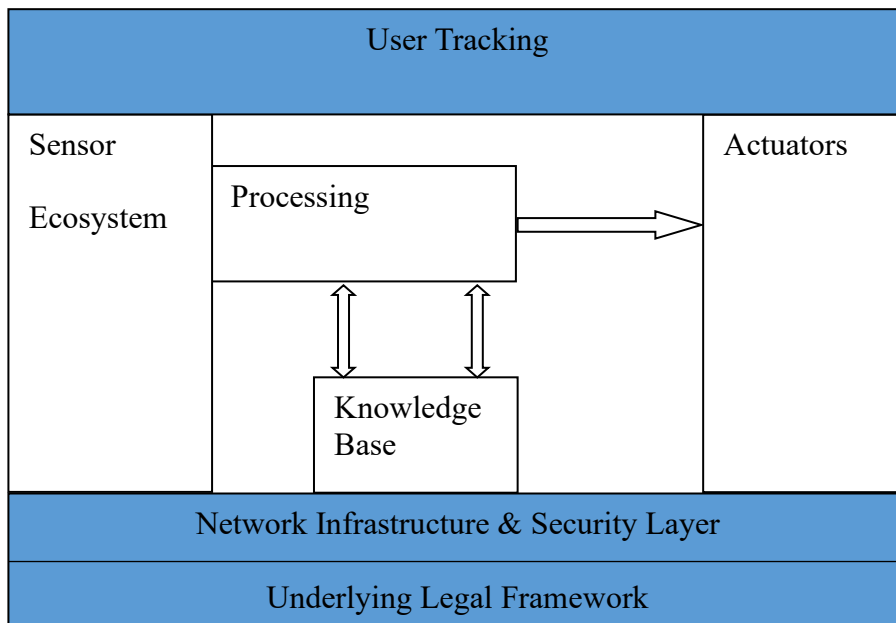 User Tracking
Sensor
Ecosystem
Processing
Actuators
Knowledge
Base
Network Infrastructure & Security Layer
Underlying Legal Framework